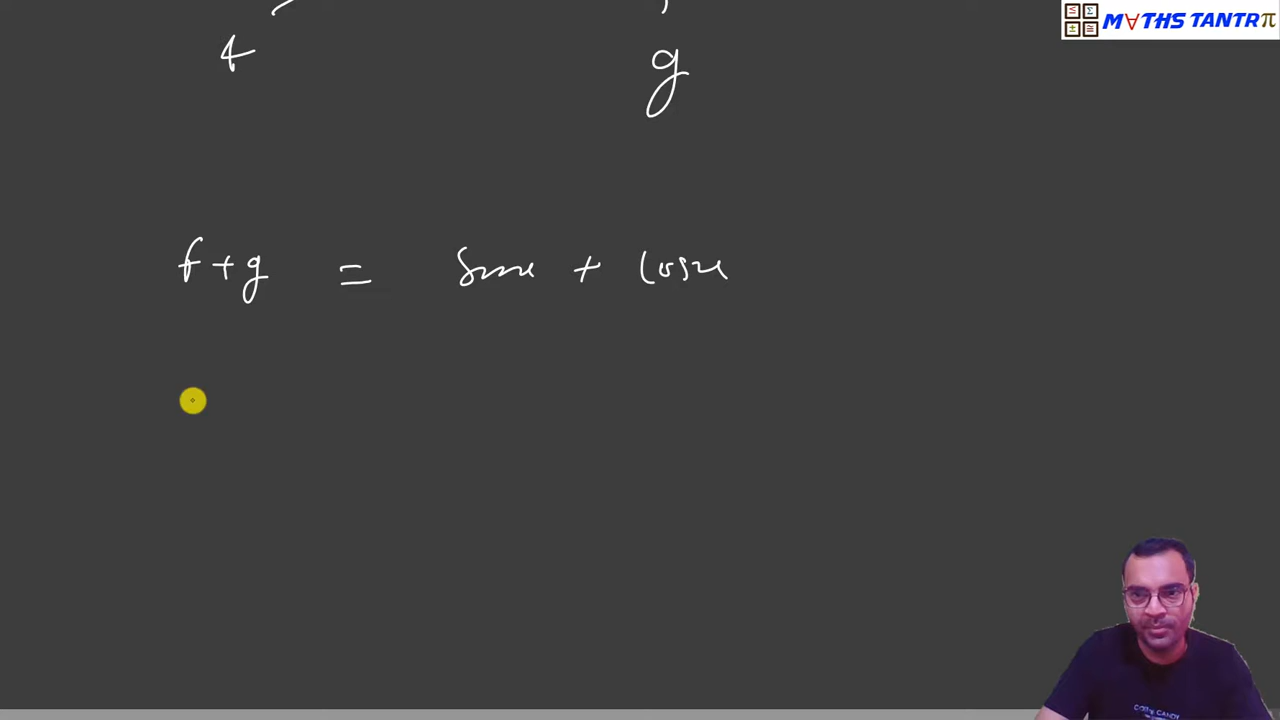 MATHS TANTRπ
f g
f+g = sinx + cosx